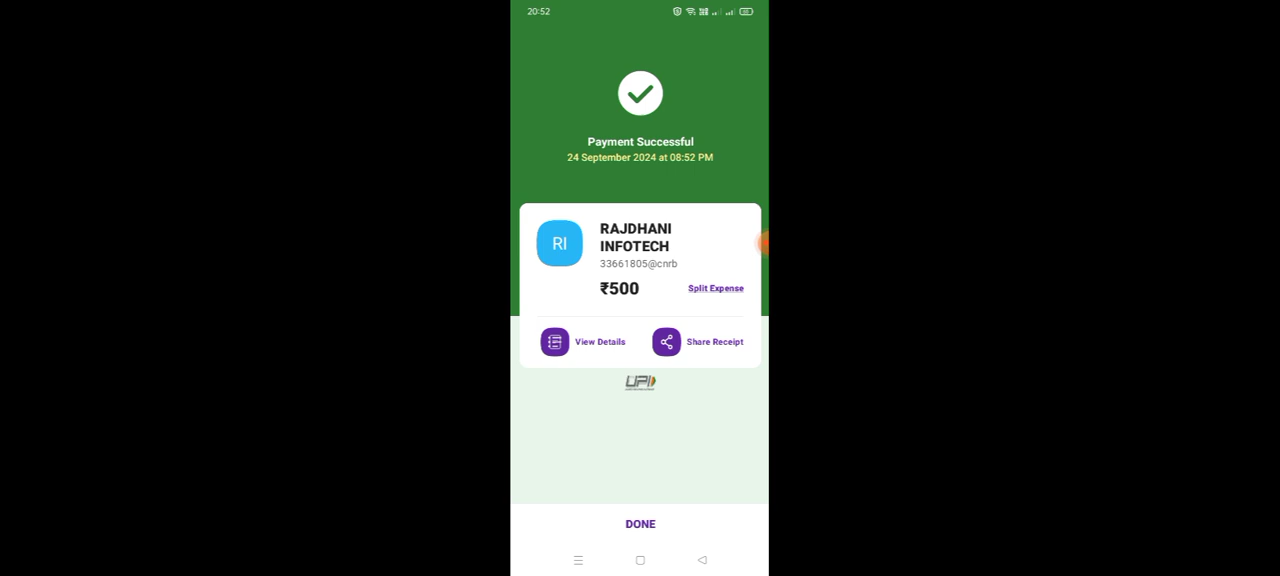 20:52
Payment Successful
24 September 2024 at 08:52 PM
RI
RAJDHANI
INFOTECH
33661805@cnrb
₹500
Split Expense
View Details
Share Receipt
UPI
DONE